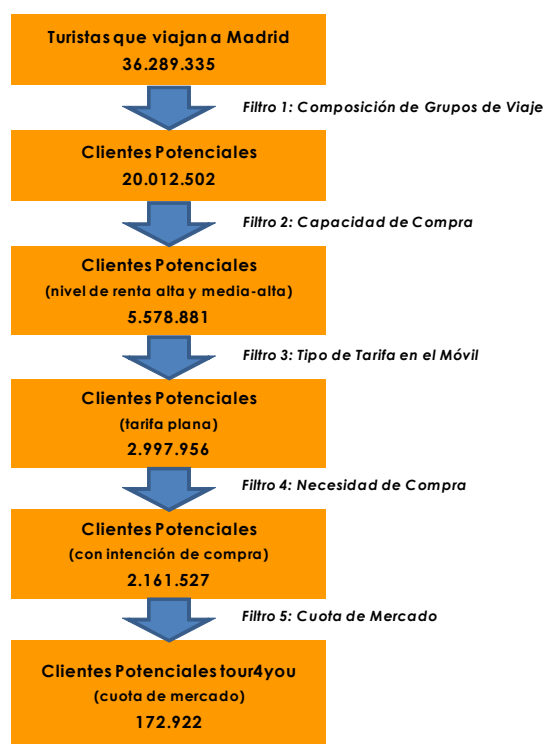 Turistas que viajan a Madrid
36.289.335
Filtro 1: Composición de Grupos de Viaje
Clientes Potenciales
20.012.502
Filtro 2: Capacidad de Compra
Clientes Potenciales
(nivel de renta alta y media-alta)
5.578.881
Filtro 3: Tipo de Tarifa en el Móvil
Clientes Potenciales
(tarifa plana)
2.997.956
Filtro 4: Necesidad de Compra
Clientes Potenciales
(con intención de compra)
2.161.527
Filtro 5: Cuota de Mercado
Clientes Potenciales tour4you
(cuota de mercado)
172.922